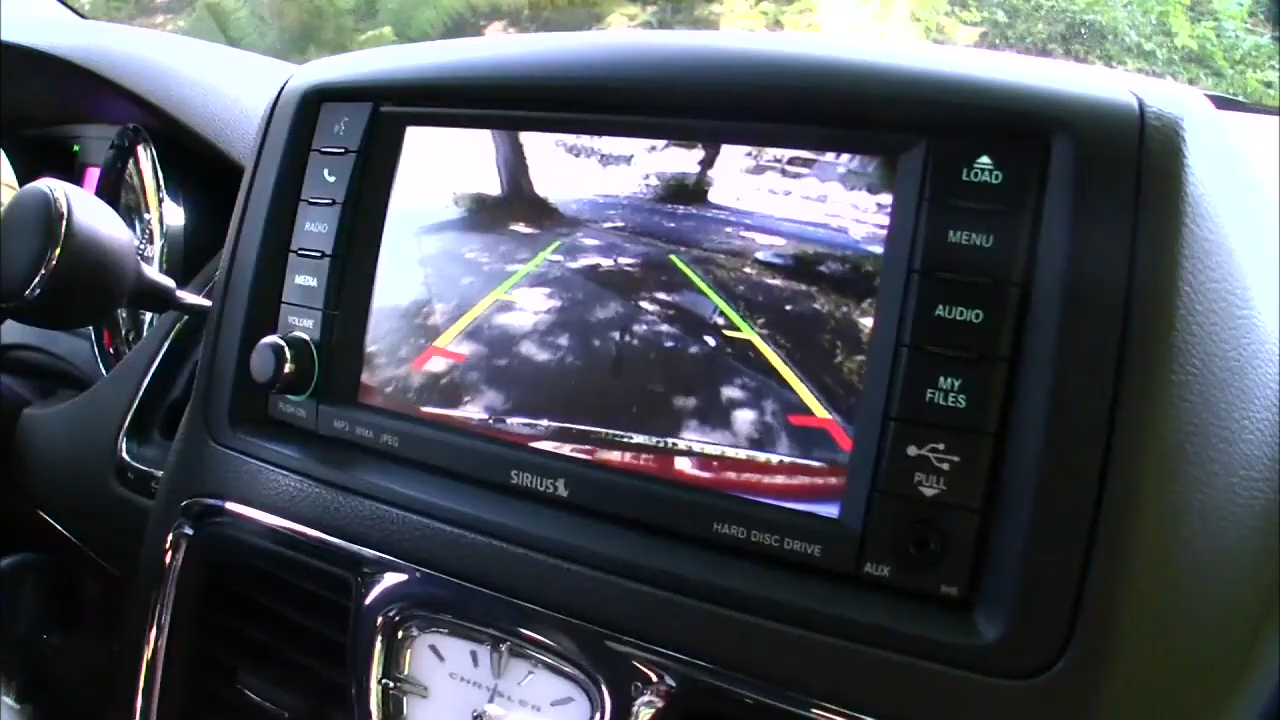 RADIO
MEDIA
VOLUME
PUSH-ON
MP3 · WMA JPEG
SIRIUS
HARD DISC DRIVE
LOAD
MENU
AUDIO
MY
FILES
PULL
AUX
CHRYSLER